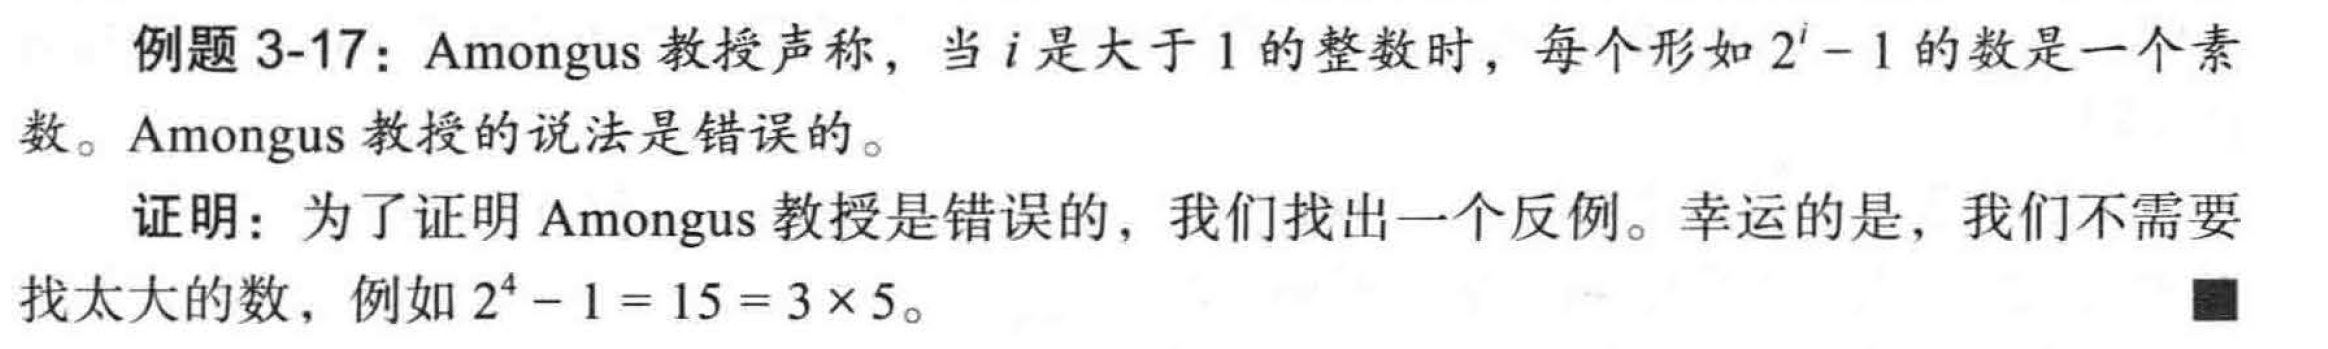 例题 3-17：Amongus 教授声称，当 i 是大于 1 的整数时，每个形如 2^i − 1 的数是一个素
数。Amongus 教授的说法是错误的。
证明：为了证明 Amongus 教授是错误的，我们找出一个反例。幸运的是，我们不需要
找太大的数，例如 2⁴ − 1 = 15 = 3 × 5。 ■